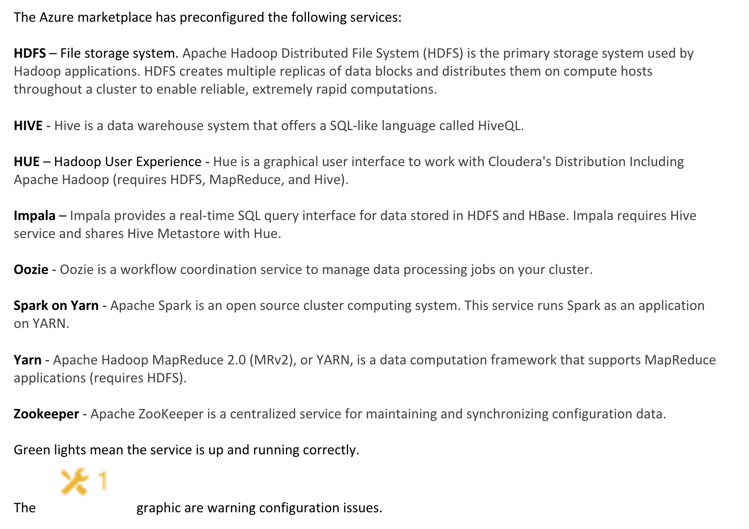 The Azure marketplace has preconfigured the following services:
HDFS – File storage system. Apache Hadoop Distributed File System (HDFS) is the primary storage system used by
Hadoop applications. HDFS creates multiple replicas of data blocks and distributes them on compute hosts
throughout a cluster to enable reliable, extremely rapid computations.
HIVE - Hive is a data warehouse system that offers a SQL-like language called HiveQL.
HUE – Hadoop User Experience - Hue is a graphical user interface to work with Cloudera's Distribution Including
Apache Hadoop (requires HDFS, MapReduce, and Hive).
Impala – Impala provides a real-time SQL query interface for data stored in HDFS and HBase. Impala requires Hive
service and shares Hive Metastore with Hue.
Oozie - Oozie is a workflow coordination service to manage data processing jobs on your cluster.
Spark on Yarn - Apache Spark is an open source cluster computing system. This service runs Spark as an application
on YARN.
Yarn - Apache Hadoop MapReduce 2.0 (MRv2), or YARN, is a data computation framework that supports MapReduce
applications (requires HDFS).
Zookeeper - Apache ZooKeeper is a centralized service for maintaining and synchronizing configuration data.
Green lights mean the service is up and running correctly.
1
The graphic are warning configuration issues.